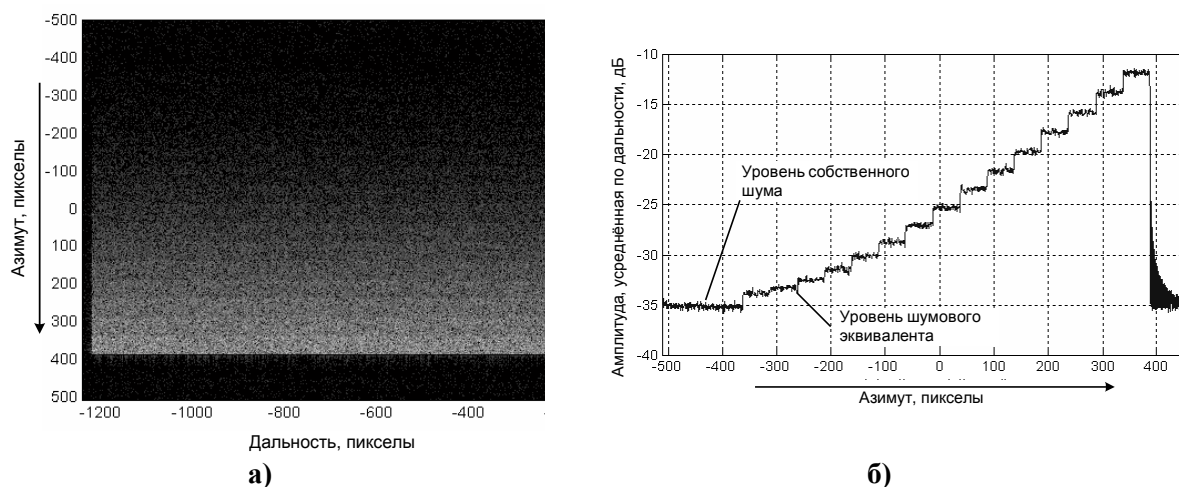 -500
-400
-300
-200
-100
0
100
200
300
400
500
Азимут, пикселы
-1200 -1000 -800 -600 -400 -2
Дальность, пикселы
а)
-10
-15
-20
-25
-30
-35
-40
Амплитуда, усреднённая по дальности, дБ
Уровень собственного
шума
Уровень шумового
эквивалента
-500 -400 -300 -200 -100 0 100 200 300 400
Азимут, пикселы
б)